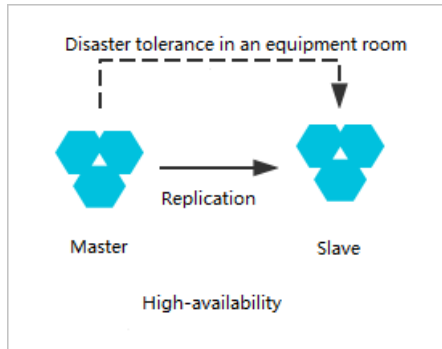 Disaster tolerance in an equipment room
Replication
Master
Slave
High-availability